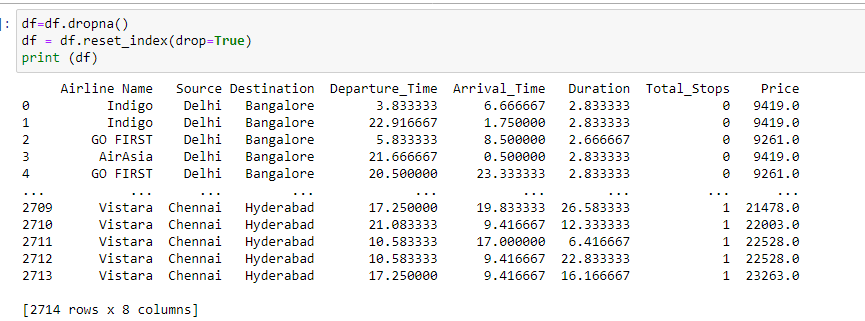 ]: df=df.dropna()
df = df.reset_index(drop=True)
print (df)
Airline Name Source Destination Departure_Time Arrival_Time Duration Total_Stops Price
0 Indigo Delhi Bangalore 3.833333 6.666667 2.833333 0 9419.0
1 Indigo Delhi Bangalore 22.916667 1.750000 2.833333 0 9419.0
2 GO FIRST Delhi Bangalore 5.833333 8.500000 2.666667 0 9261.0
3 AirAsia Delhi Bangalore 21.666667 0.500000 2.833333 0 9419.0
4 GO FIRST Delhi Bangalore 20.500000 23.333333 2.833333 0 9261.0
... ... ... ... ... ... ... ... ...
2709 Vistara Chennai Hyderabad 17.250000 19.833333 26.583333 1 21478.0
2710 Vistara Chennai Hyderabad 21.083333 9.416667 12.333333 1 22003.0
2711 Vistara Chennai Hyderabad 10.583333 17.000000 6.416667 1 22528.0
2712 Vistara Chennai Hyderabad 10.583333 9.416667 22.833333 1 22528.0
2713 Vistara Chennai Hyderabad 17.250000 9.416667 16.166667 1 23263.0
[2714 rows x 8 columns]